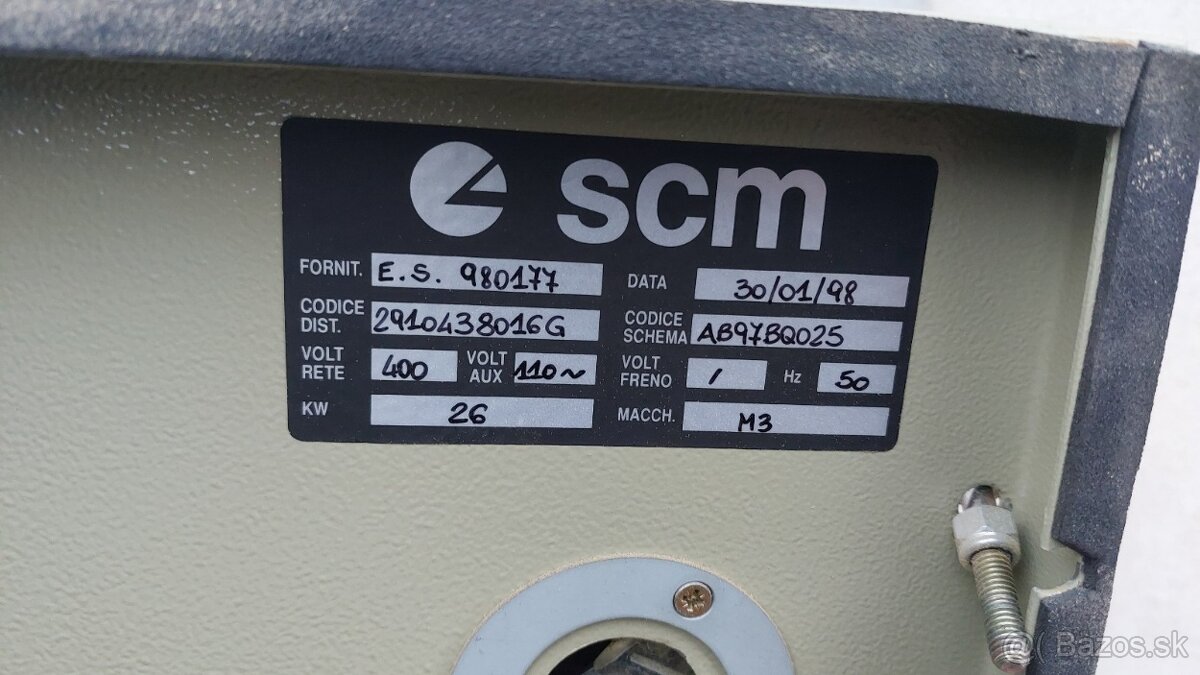 scm
FORNIT. E.S. 980177 DATA 30/01/98
CODICE DIST. 2910438016G CODICE SCHEMA AB97BQ025
VOLT RETE 400 VOLT AUX 110~ VOLT FRENO / Hz 50
KW 26 MACCH. M3
Bazos.sk